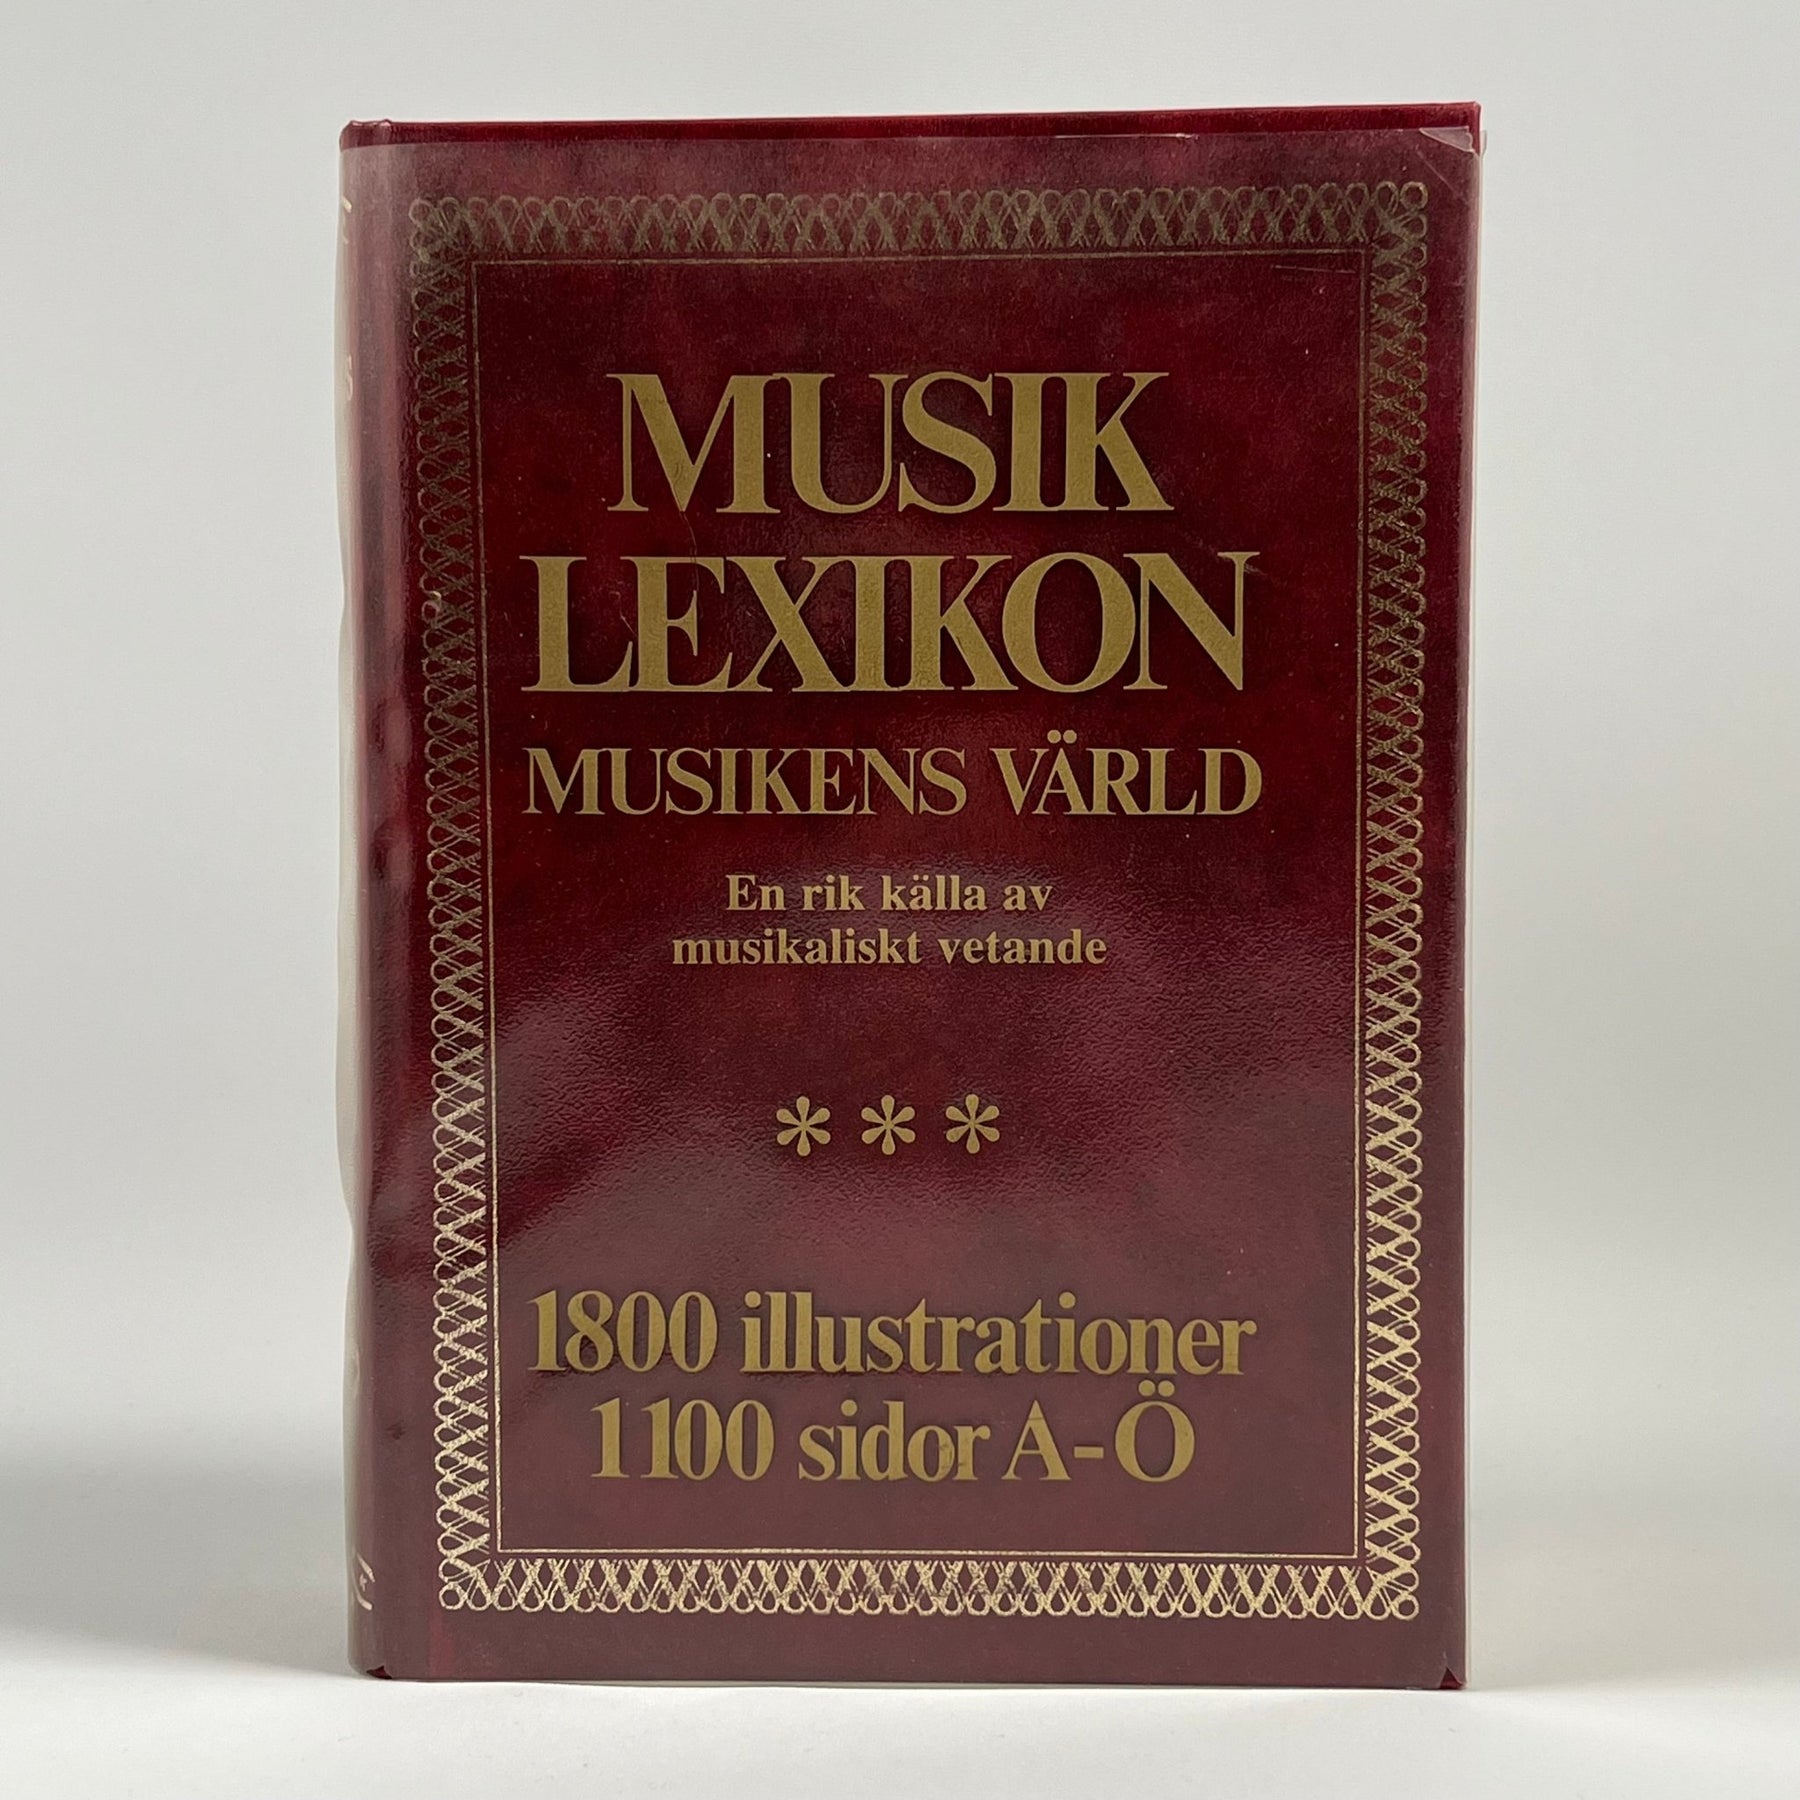 MUSIK
LEXIKON
MUSIKENS VÄRLD
En rik källa av
musikaliskt vetande
* * *
1800 illustrationer
1100 sidor A-Ö